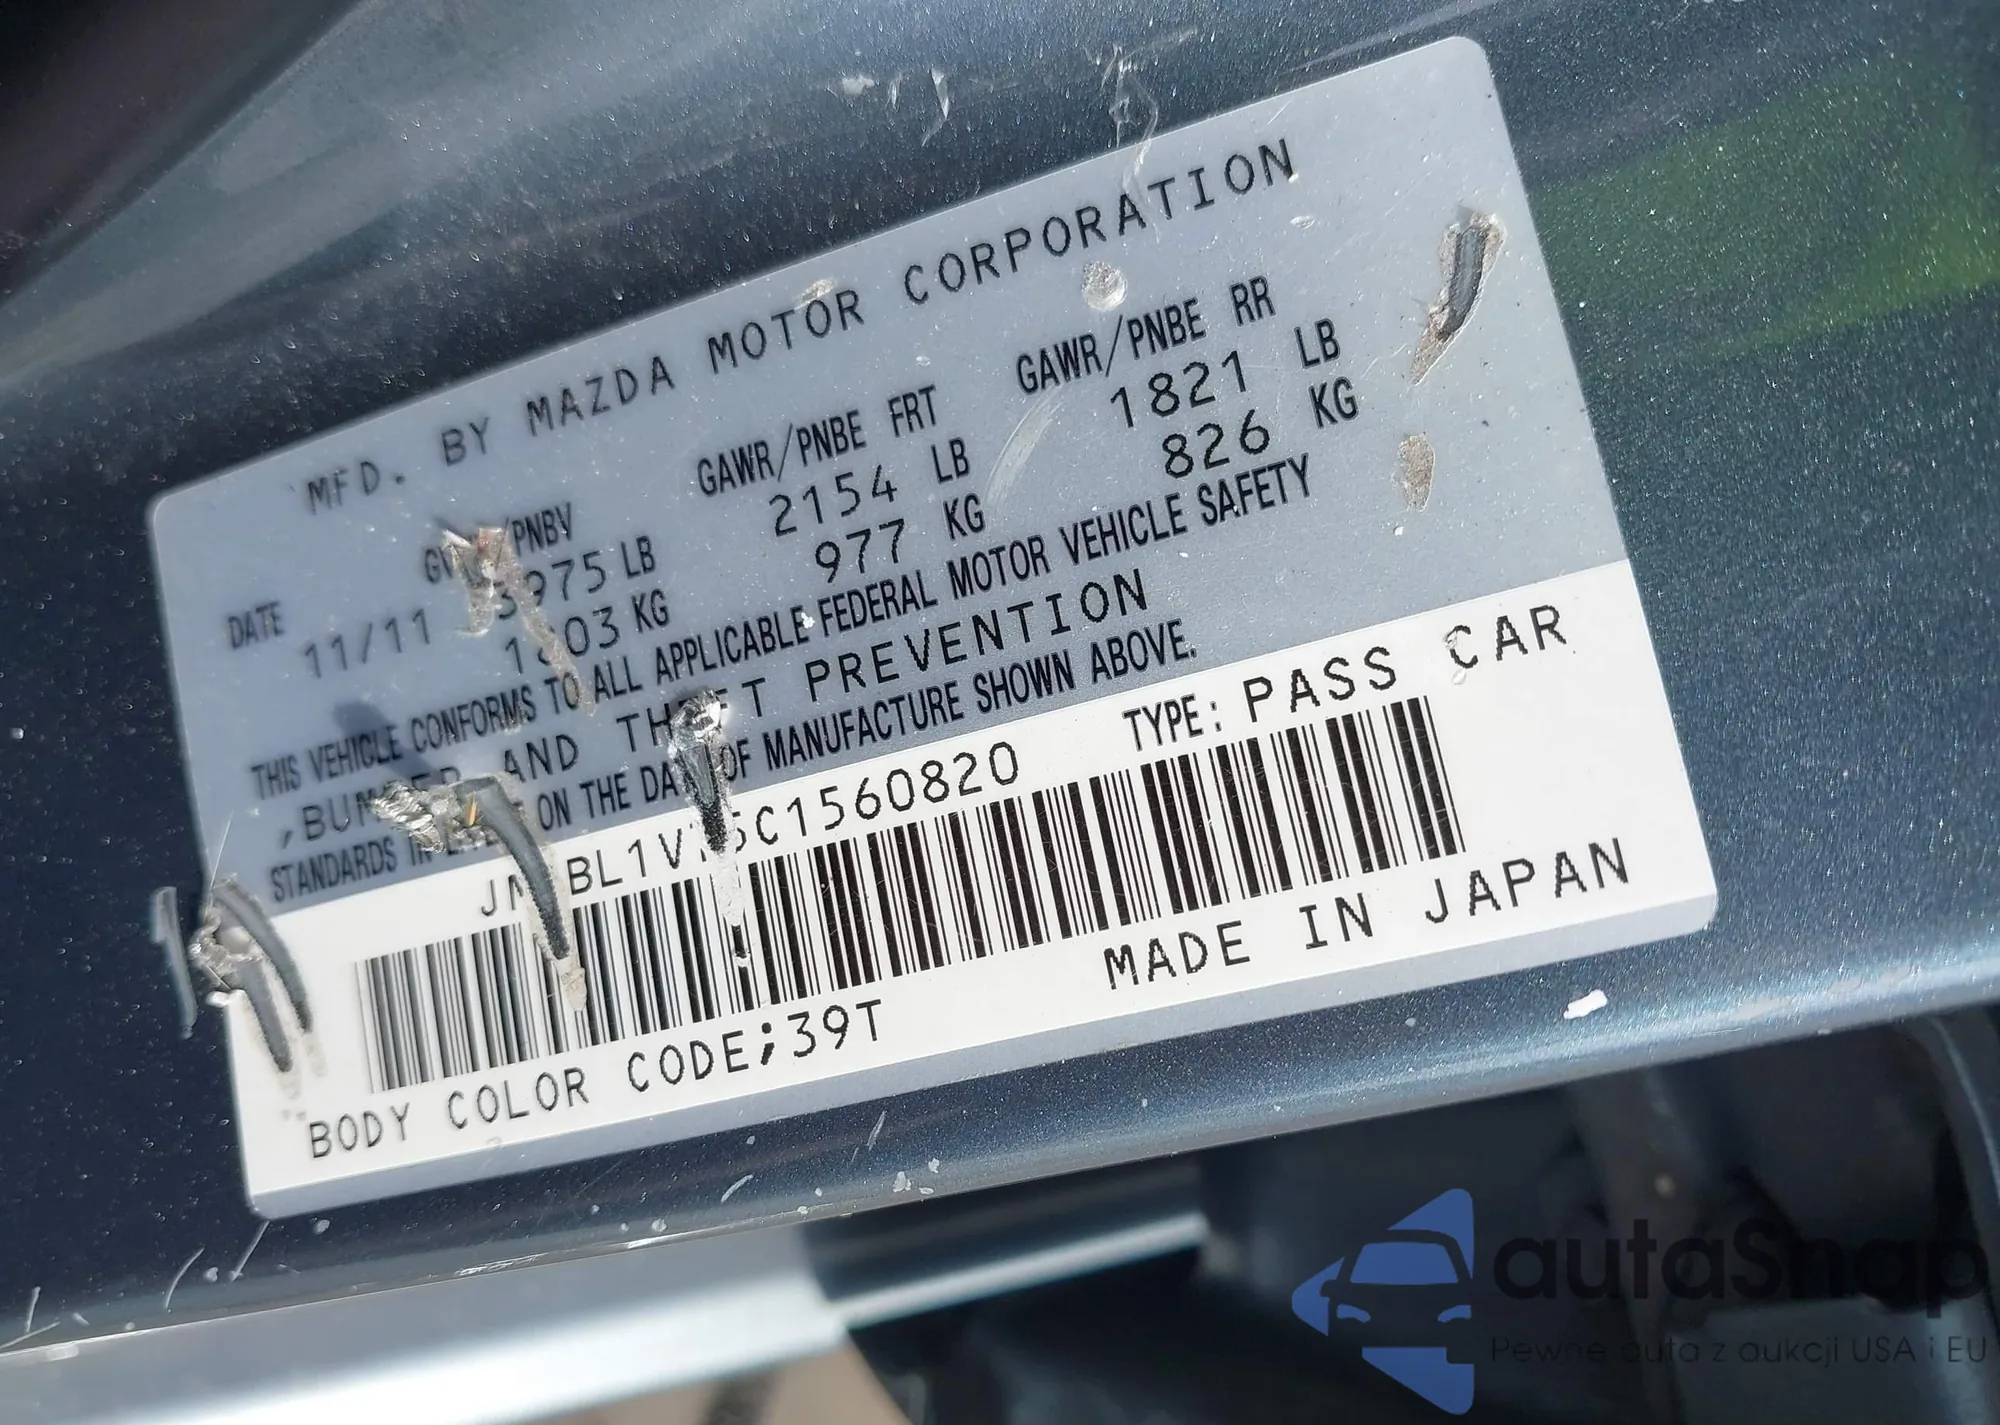 MFD. BY MAZDA MOTOR CORPORATION
DATE /PNBV GAWR/PNBE FRT GAWR/PNBE RR
11/11 3975 LB 2154 LB 1821 LB
KG 977 KG 826 KG
THIS VEHICLE CONFORMS TO ALL APPLICABLE FEDERAL MOTOR VEHICLE SAFETY
AND PREVENTION
STANDARDS ON THE OF MANUFACTURE SHOWN ABOVE.
C1560820 TYPE: PASS CAR
MADE IN JAPAN
BODY COLOR CODE;39T
autaSnap
Pewne auta z aukcji USA i EU